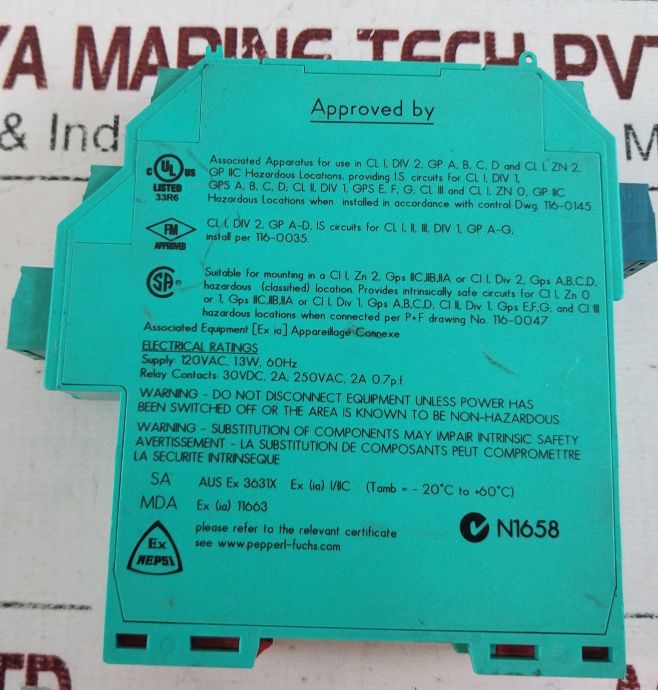 YA MARINE TECH PVT
& Ind
M
Approved by
C UL US
LISTED
33R6
Associated Apparatus for use in CL I, DIV 2, GP A, B, C, D and CL I, ZN 2,
GP IIC Hazardous Locations, providing I.S. circuits for CL I, DIV 1,
GPS A, B, C, D, CL II, DIV 1, GPS E, F, G, CL III and CL I, ZN 0, GP IIC
Hazardous Locations when installed in accordance with control Dwg. 116-0145.
FM
APPROVED
CL I, DIV 2, GP A-D, IS circuits for CL I, II, III, DIV 1, GP A-G;
install per 116-0035.
SA
Suitable for mounting in a Cl I, Zn 2, Gps IIC,IIB,IIA or Cl I, Div 2, Gps A,B,C,D,
hazardous (classified) location. Provides intrinsically safe circuits for Cl I, Zn 0
or 1, Gps IIC,IIB,IIA or Cl I, Div 1, Gps A,B,C,D, Cl II, Div 1, Gps E,F,G, and Cl III
hazardous locations when connected per P+F drawing No. 116-0047
Associated Equipment [Ex ia] Appareillage Connexe
ELECTRICAL RATINGS
Supply: 120VAC, 1.3W, 60Hz
Relay Contacts: 30VDC, 2A, 250VAC, 2A 0.7p.f.
WARNING - DO NOT DISCONNECT EQUIPMENT UNLESS POWER HAS
BEEN SWITCHED OFF OR THE AREA IS KNOWN TO BE NON-HAZARDOUS.
WARNING - SUBSTITUTION OF COMPONENTS MAY IMPAIR INTRINSIC SAFETY
AVERTISSEMENT - LA SUBSTITUTION DE COMPOSANTS PEUT COMPROMETTRE
LA SECURITE INTRINSEQUE
SA AUS Ex 3631X Ex (ia) I/IIC (Tamb = - 20°C to +60°C)
MDA Ex (ia) 11663
Ex
NEPSI
please refer to the relevant certificate
see www.pepperl-fuchs.com
N1658
LTD